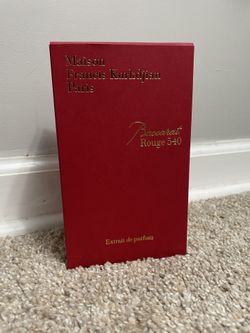 Maison
Francis Kurkdjian
Paris
Baccarat
Rouge 540
Extrait de parfum